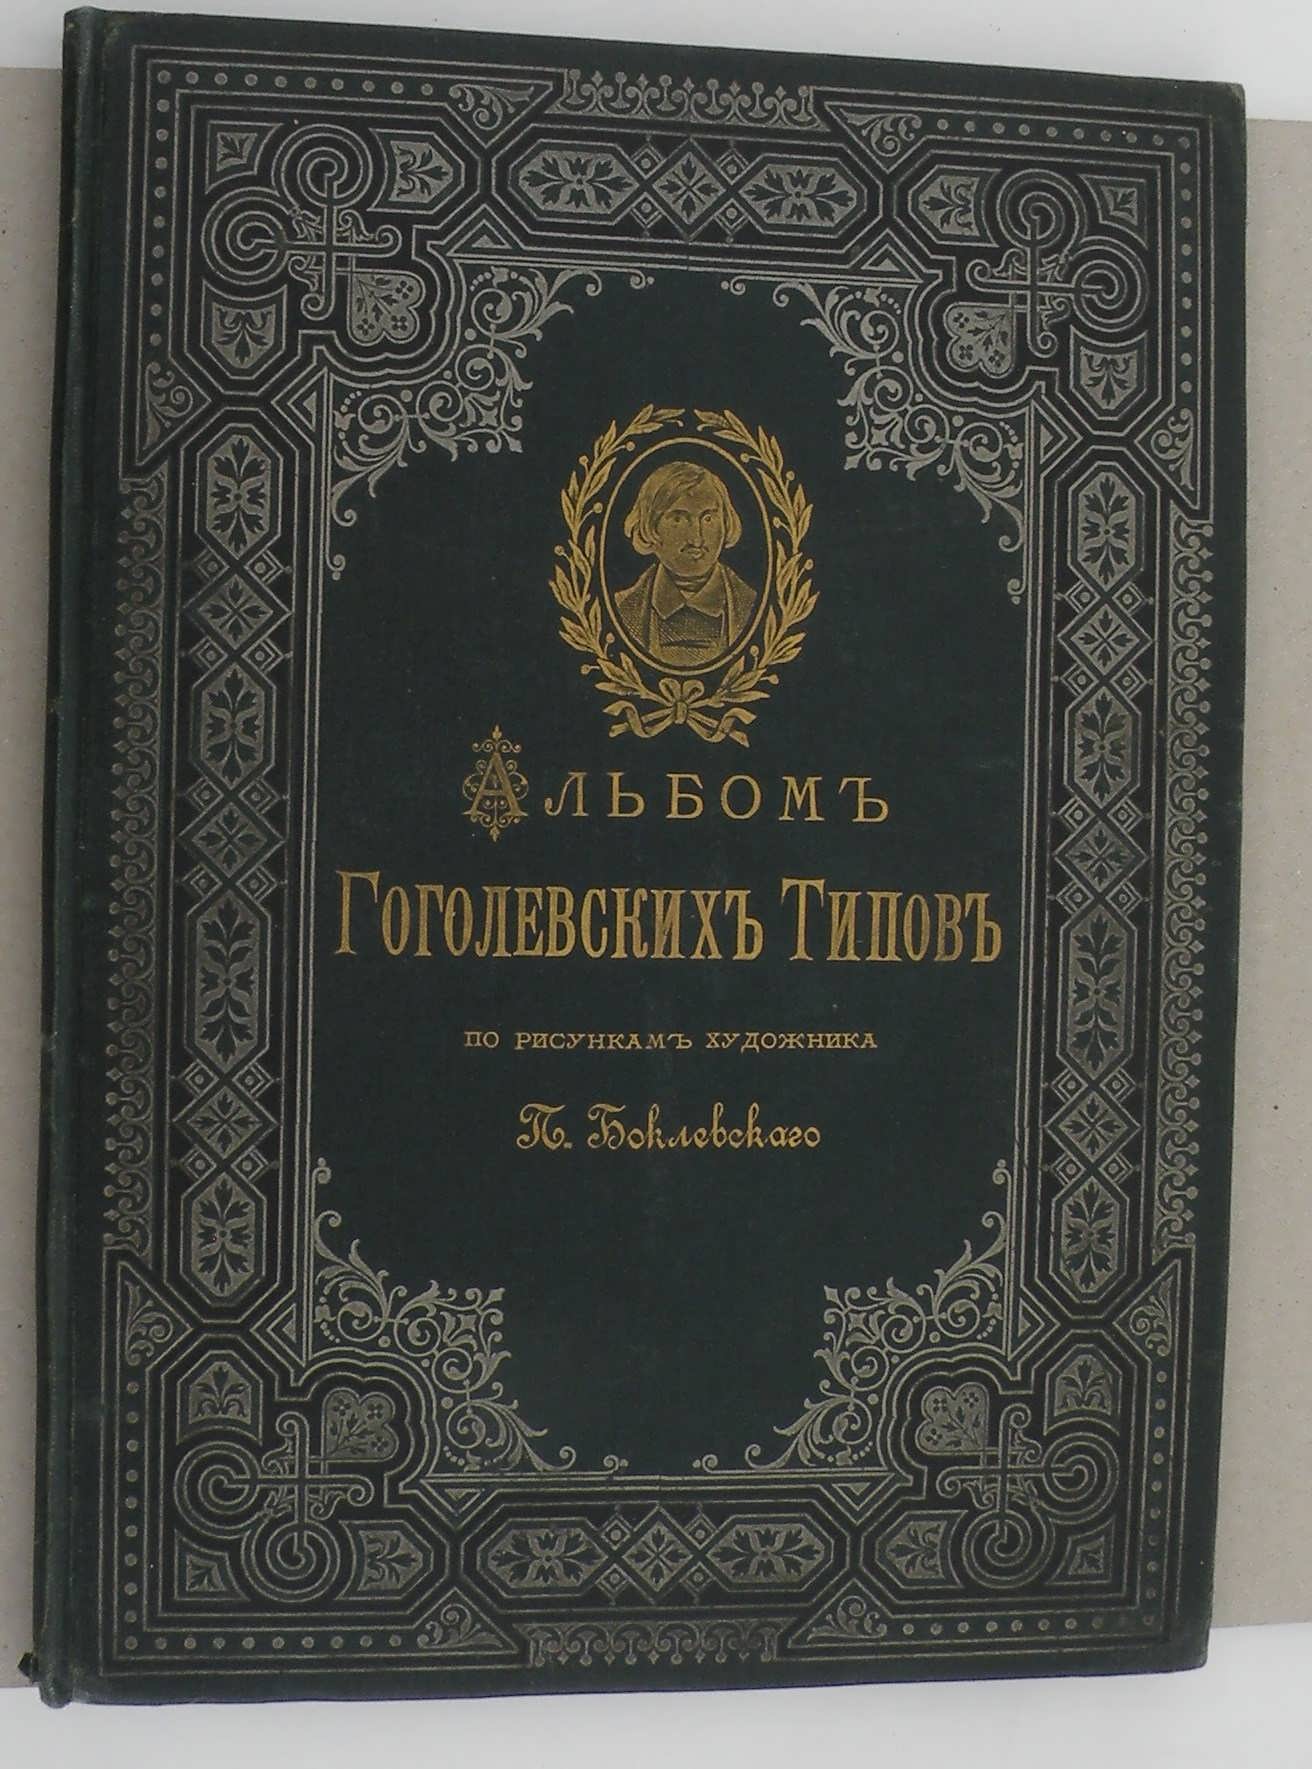 Альбомъ
Гоголевскихъ Типовъ
по рисункамъ художника
П. Боклевскаго